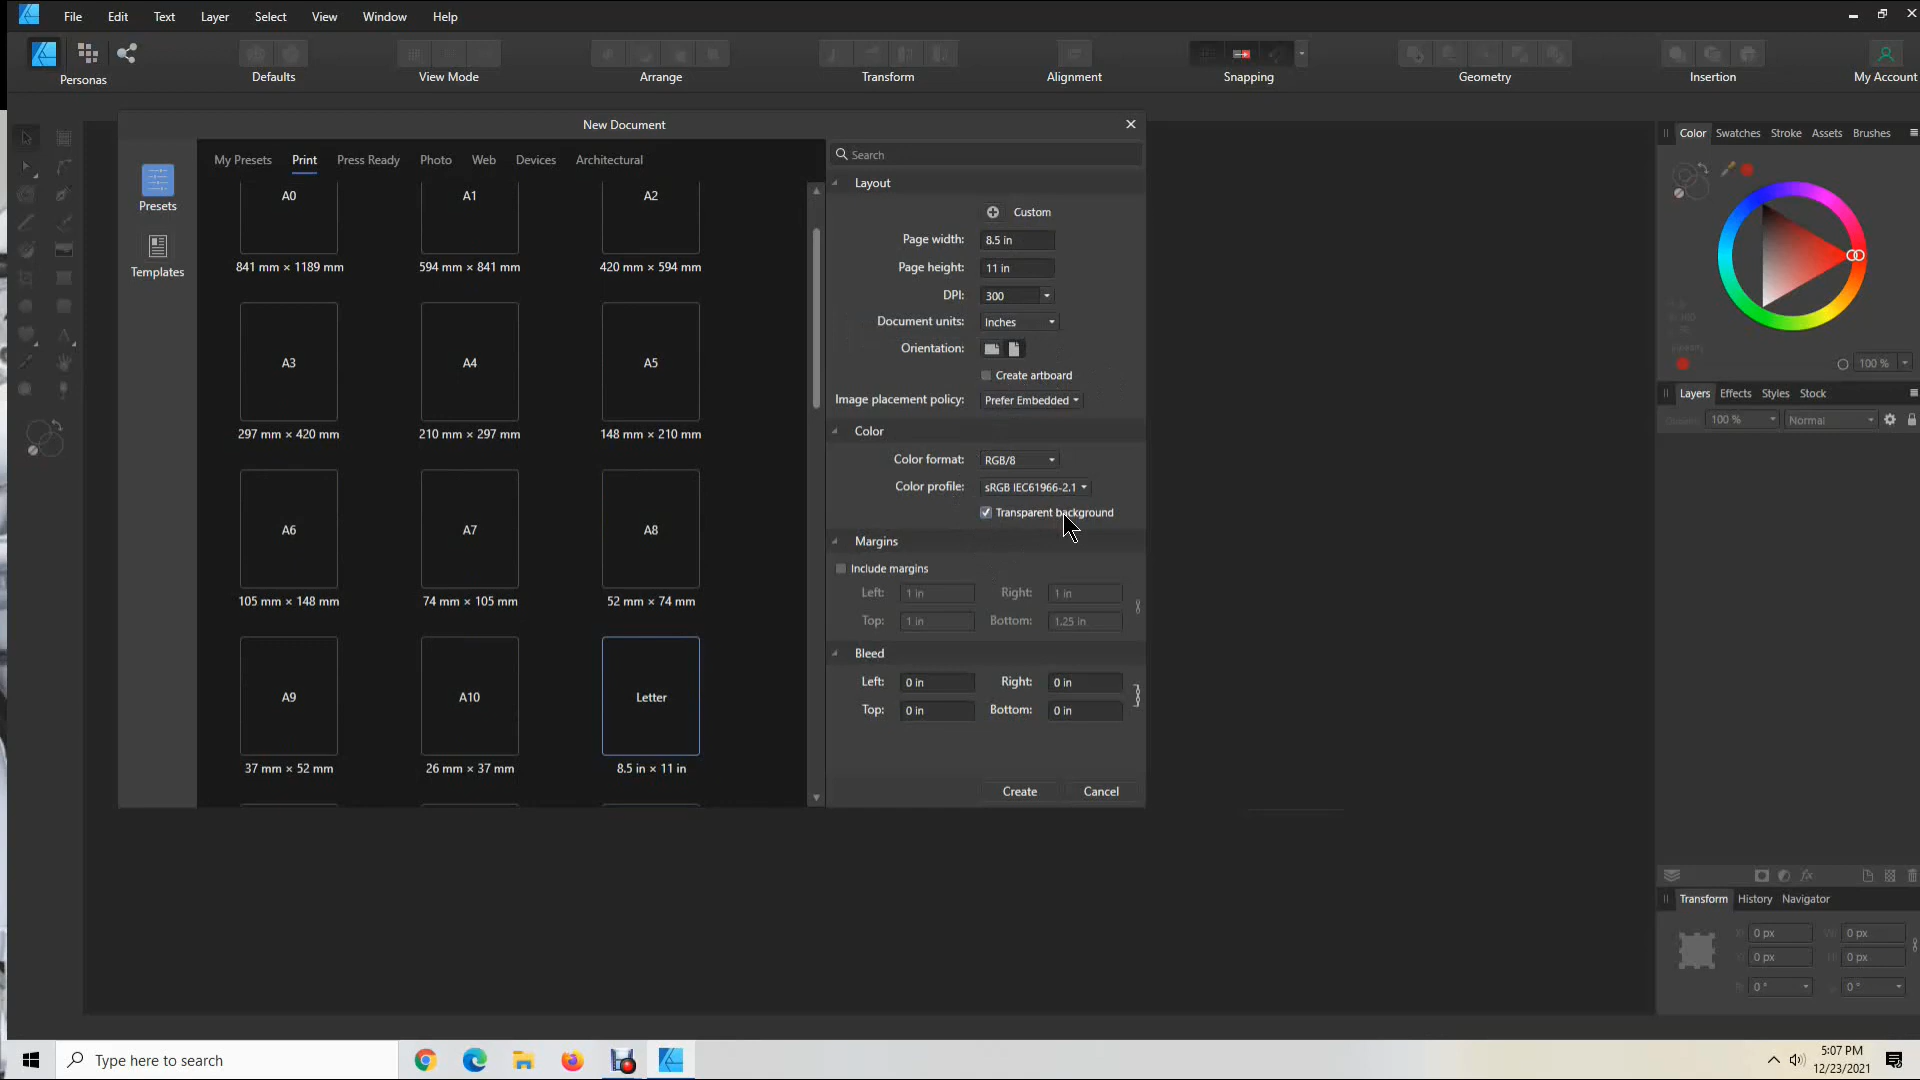 File Edit Text Layer Select View Window Help
Personas Defaults View Mode Arrange Transform Alignment Snapping Geometry Insertion My Account
New Document
Presets
Templates
My Presets Print Press Ready Photo Web Devices Architectural
A0 A1 A2
841 mm × 1189 mm 594 mm × 841 mm 420 mm × 594 mm
A3 A4 A5
297 mm × 420 mm 210 mm × 297 mm 148 mm × 210 mm
A6 A7 A8
105 mm × 148 mm 74 mm × 105 mm 52 mm × 74 mm
A9 A10 Letter
37 mm × 52 mm 26 mm × 37 mm 8.5 in × 11 in
Search
Layout
Custom
Page width: 8.5 in
Page height: 11 in
DPI: 300
Document units: Inches
Orientation:
Create artboard
Image placement policy: Prefer Embedded
Color
Color format: RGB/8
Color profile: sRGB IEC61966-2.1
Transparent background
Margins
Include margins
Left: 1 in Right: 1 in
Top: 1 in Bottom: 1.25 in
Bleed
Left: 0 in Right: 0 in
Top: 0 in Bottom: 0 in
Create Cancel
Color Swatches Stroke Assets Brushes
100 %
Layers Effects Styles Stock
Opacity: 100 % Normal
Transform History Navigator
X: 0 px W: 0 px
Y: 0 px H: 0 px
R: 0 ° S: 0 °
Type here to search
5:07 PM
12/23/2021